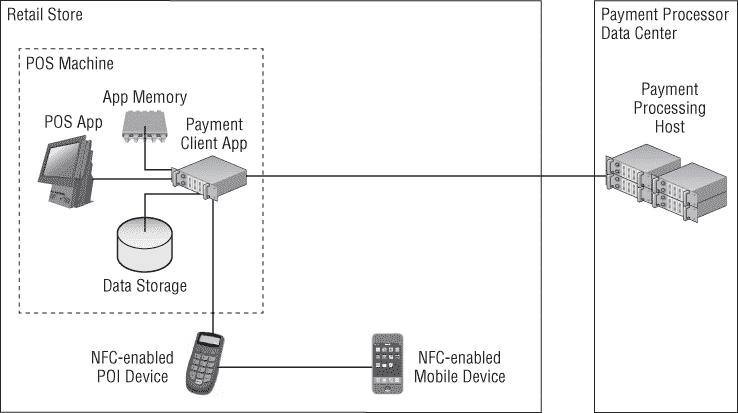 Retail Store
Payment Processor
Data Center
POS Machine
App Memory
POS App
Payment
Client App
Payment
Processing
Host
Data Storage
NFC-enabled
POI Device
NFC-enabled
Mobile Device